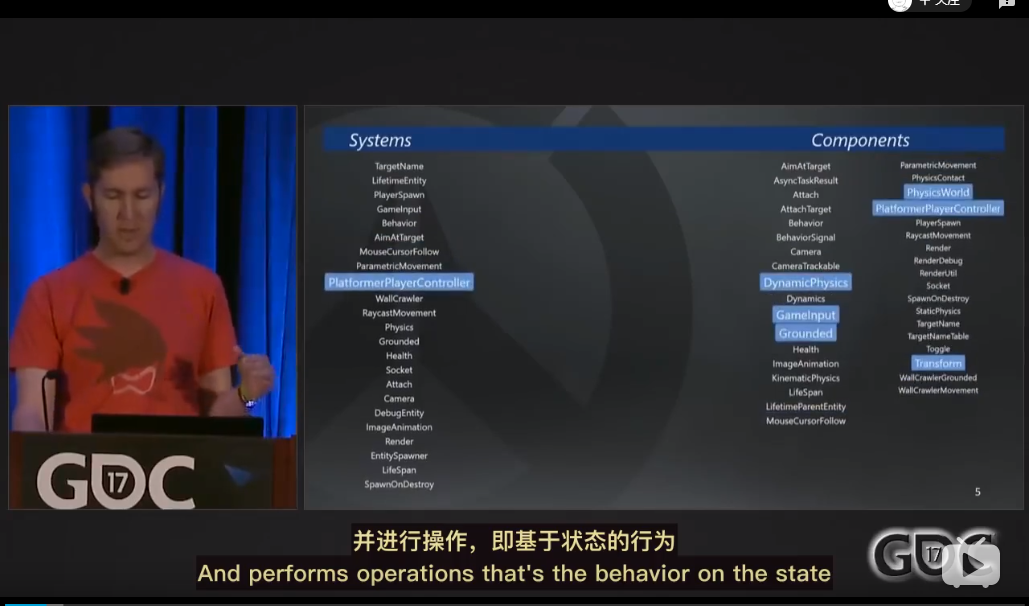 Systems
TargetName
LifetimeEntity
PlayerSpawn
GameInput
Behavior
AimAtTarget
MouseCursorFollow
ParametricMovement
PlatformerPlayerController
WallCrawler
RaycastMovement
Physics
Grounded
Health
Socket
Attach
Camera
DebugEntity
ImageAnimation
Render
EntitySpawner
LifeSpan
SpawnOnDestroy
Components
AimAtTarget
AsyncTaskResult
Attach
AttachTarget
Behavior
BehaviorSignal
Camera
CameraTrackable
DynamicPhysics
Dynamics
GameInput
Grounded
Health
ImageAnimation
KinematicPhysics
LifeSpan
LifetimeParentEntity
MouseCursorFollow
ParametricMovement
PhysicsContact
PhysicsWorld
PlatformerPlayerController
PlayerSpawn
RaycastMovement
Render
RenderDebug
RenderUtil
Socket
SpawnOnDestroy
StaticPhysics
TargetName
TargetNameTable
Toggle
Transform
WallCrawlerGrounded
WallCrawlerMovement
5
GDC
17
并进行操作，即基于状态的行为
And performs operations that's the behavior on the state
GDC
17